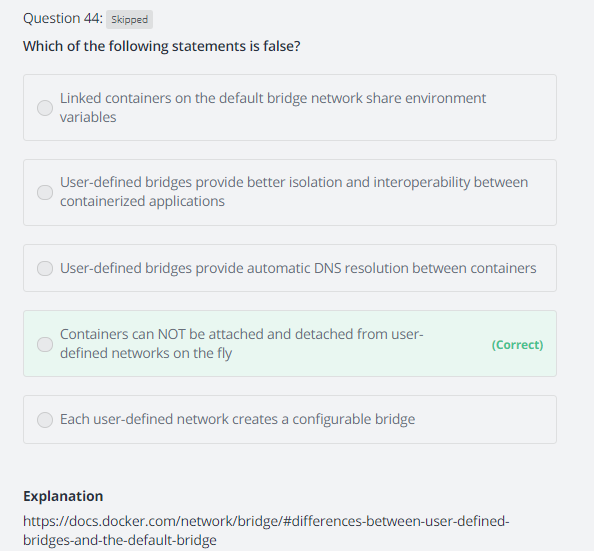 Question 44: Skipped
Which of the following statements is false?
Linked containers on the default bridge network share environment
variables
User-defined bridges provide better isolation and interoperability between
containerized applications
User-defined bridges provide automatic DNS resolution between containers
Containers can NOT be attached and detached from user-
defined networks on the fly
(Correct)
Each user-defined network creates a configurable bridge
Explanation
https://docs.docker.com/network/bridge/#differences-between-user-defined-
bridges-and-the-default-bridge